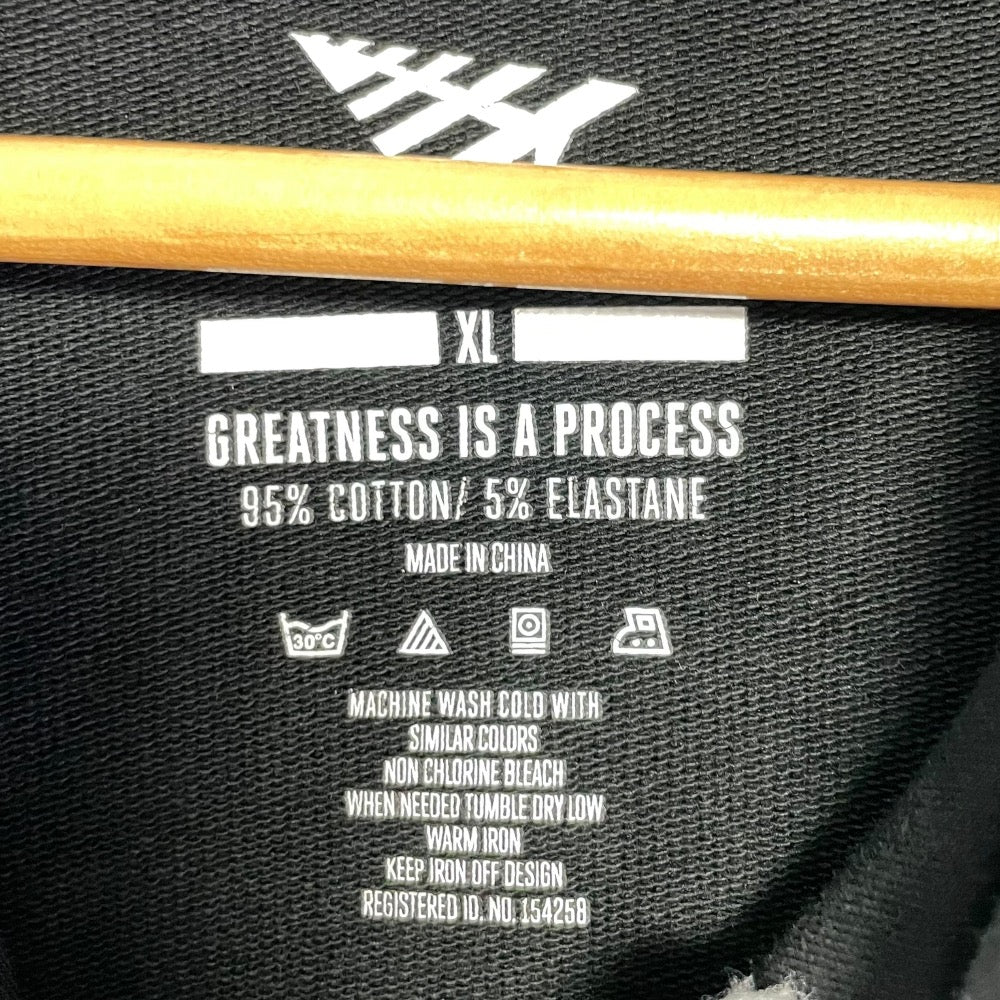 XL
GREATNESS IS A PROCESS
95% COTTON/ 5% ELASTANE
MADE IN CHINA
30°C
MACHINE WASH COLD WITH
SIMILAR COLORS
NON CHLORINE BLEACH
WHEN NEEDED TUMBLE DRY LOW
WARM IRON
KEEP IRON OFF DESIGN
REGISTERED ID. NO. 154258